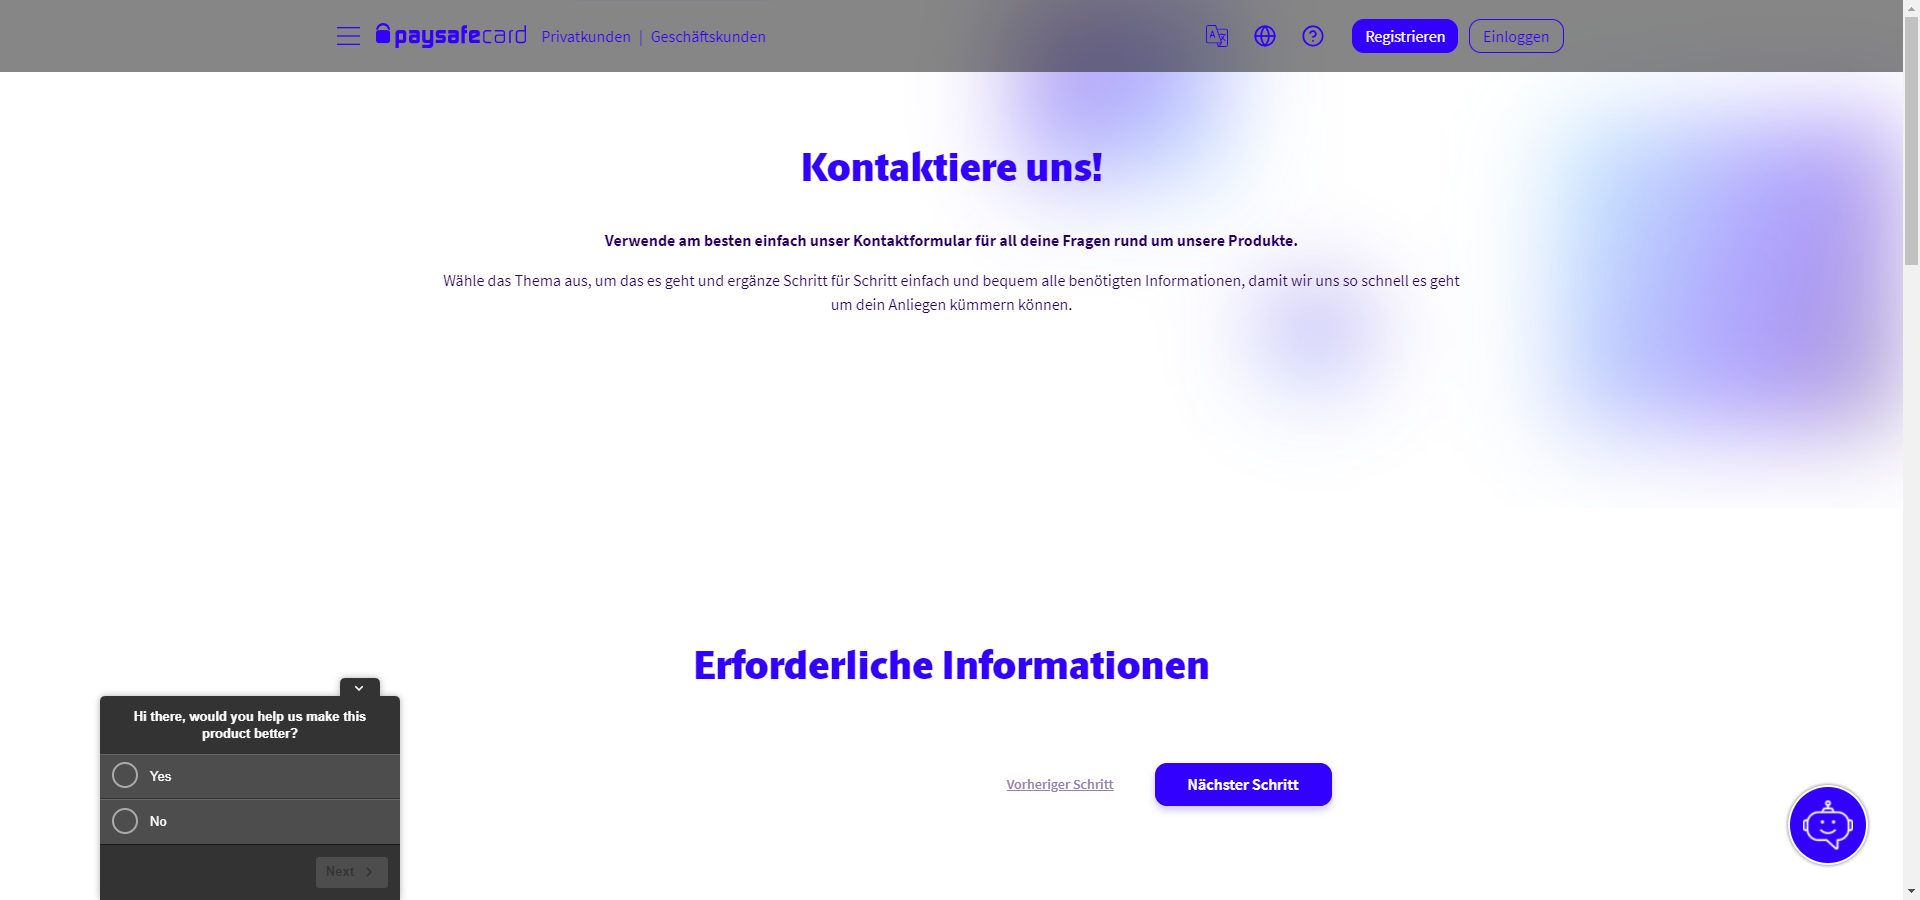 paysafecard Privatkunden | Geschäftskunden Registrieren Einloggen
Kontaktiere uns!
Verwende am besten einfach unser Kontaktformular für all deine Fragen rund um unsere Produkte.
Wähle das Thema aus, um das es geht und ergänze Schritt für Schritt einfach und bequem alle benötigten Informationen, damit wir uns so schnell es geht
um dein Anliegen kümmern können.
Erforderliche Informationen
Vorheriger Schritt Nächster Schritt
Hi there, would you help us make this
product better?
Yes
No
Next